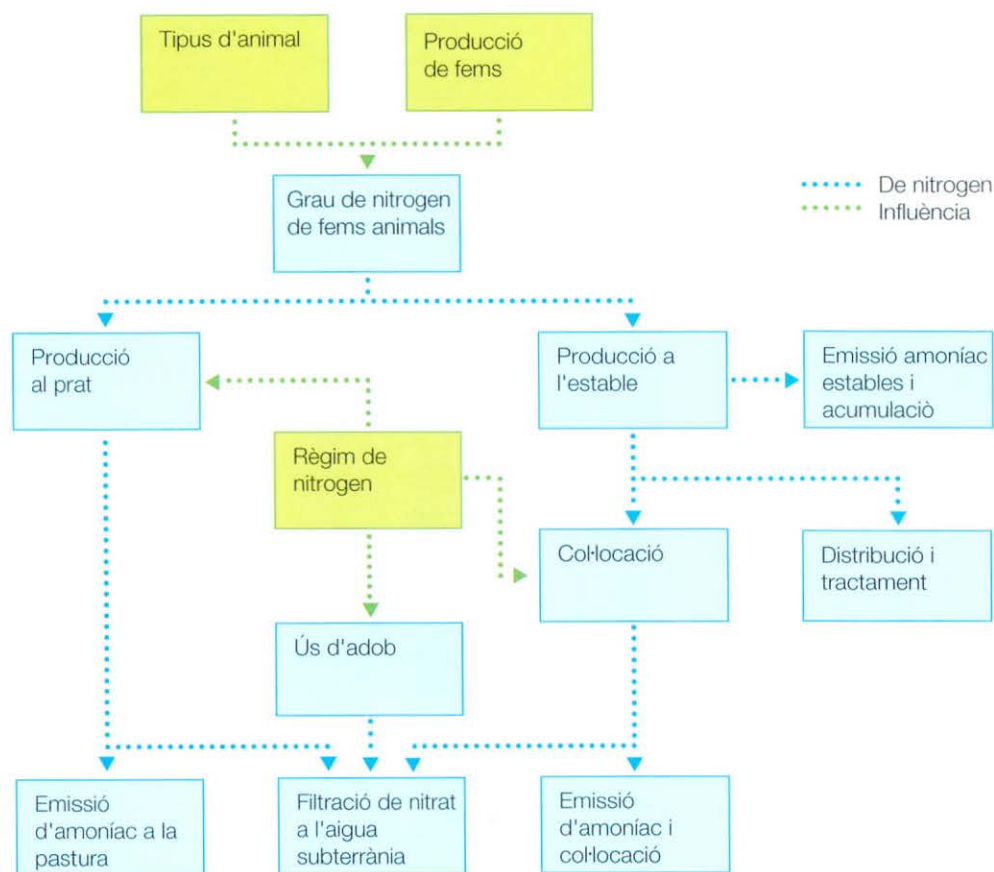 Tipus d'animal
Producció
de fems
Grau de nitrogen
de fems animals
De nitrogen
Influència
Producció
al prat
Producció a
l'estable
Emissió amoníac
estables i
acumulaciò
Règim de
nitrogen
Col·locació
Distribució i
tractament
Ús d'adob
Emissió
d'amoníac a la
pastura
Filtració de nitrat
a l'aigua
subterrània
Emissió
d'amoníac i
col·locació